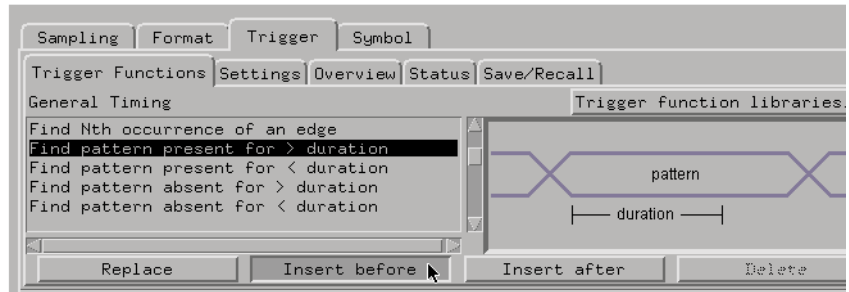 Sampling Format Trigger Symbol
Trigger Functions Settings Overview Status Save/Recall
General Timing
Trigger function libraries.
Find Nth occurrence of an edge
Find pattern present for > duration
Find pattern present for < duration
Find pattern absent for > duration
Find pattern absent for < duration
pattern
duration
Replace Insert before Insert after Delete